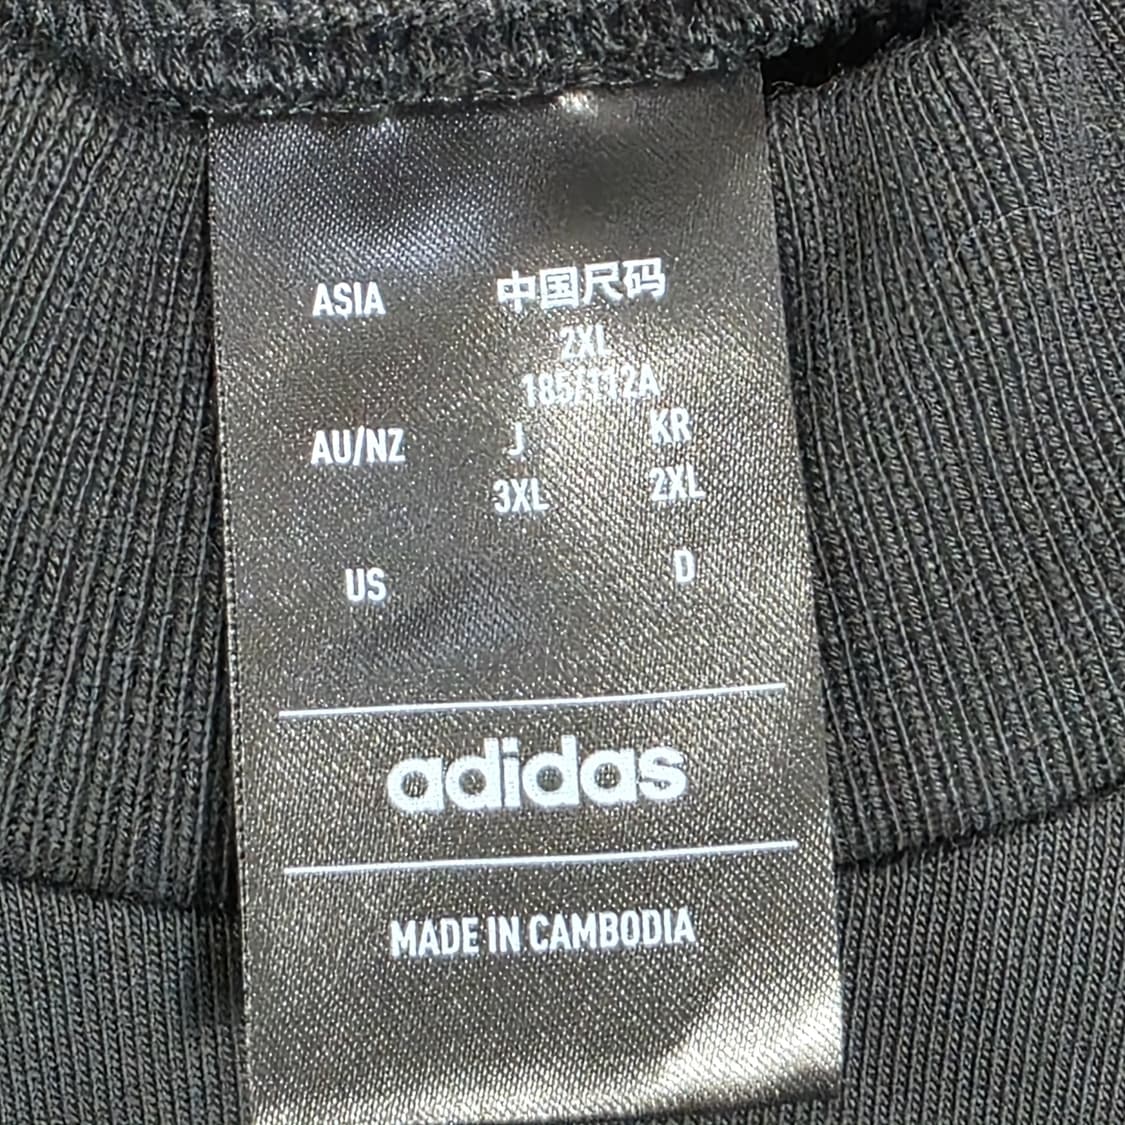 ASIA 中国尺码
2XL
185/112A
AU/NZ J KR
3XL 2XL
US D
adidas
MADE IN CAMBODIA